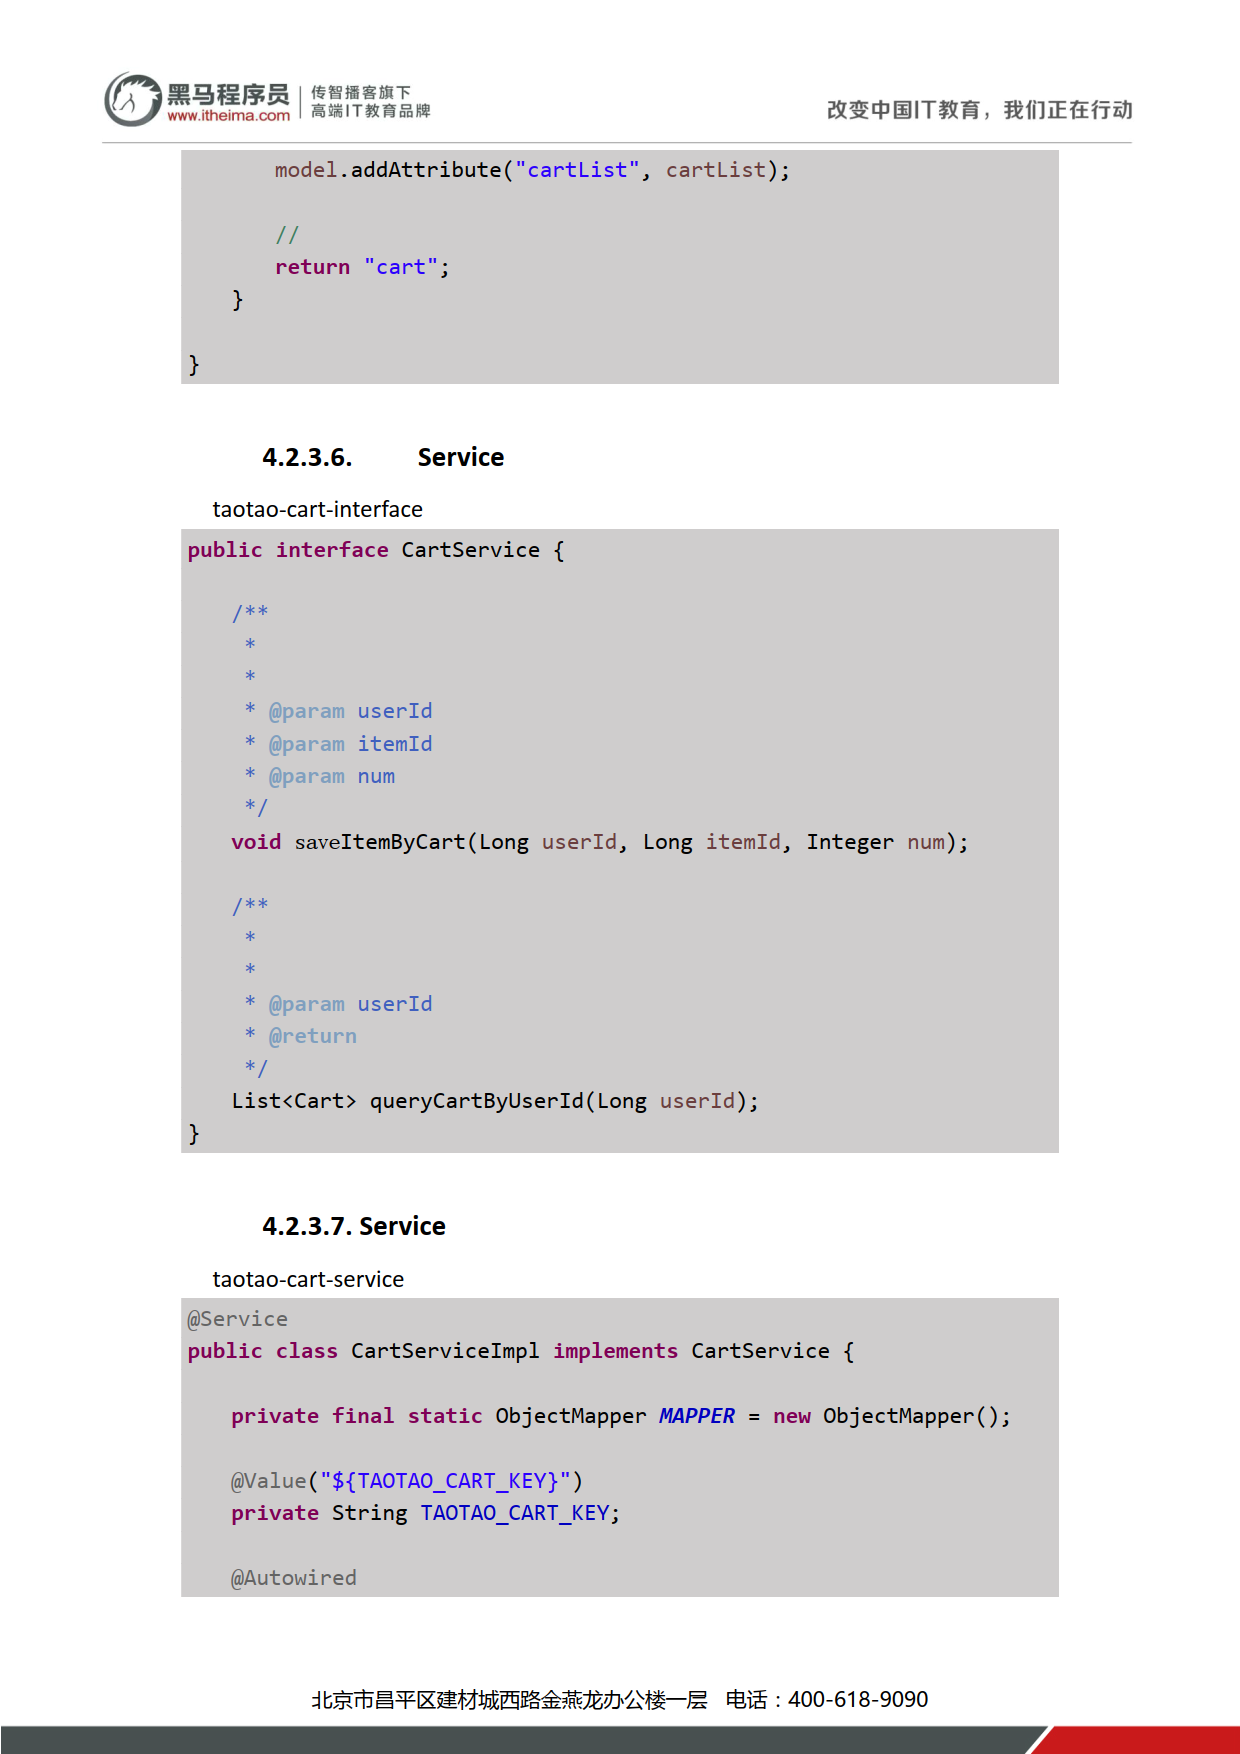 黑马程序员
www.itheima.com
传智播客旗下
高端IT教育品牌
改变中国IT教育，我们正在行动
model.addAttribute("cartList", cartList);
//
return "cart";
}
}
4.2.3.6. Service
taotao-cart-interface
public interface CartService {
/**
*
*
* @param userId
* @param itemId
* @param num
*/
void saveItemByCart(Long userId, Long itemId, Integer num);
/**
*
*
* @param userId
* @return
*/
List<Cart> queryCartByUserId(Long userId);
}
4.2.3.7. Service
taotao-cart-service
@Service
public class CartServiceImpl implements CartService {
private final static ObjectMapper MAPPER = new ObjectMapper();
@Value("${TAOTAO_CART_KEY}")
private String TAOTAO_CART_KEY;
@Autowired
北京市昌平区建材城西路金燕龙办公楼一层 电话：400-618-9090